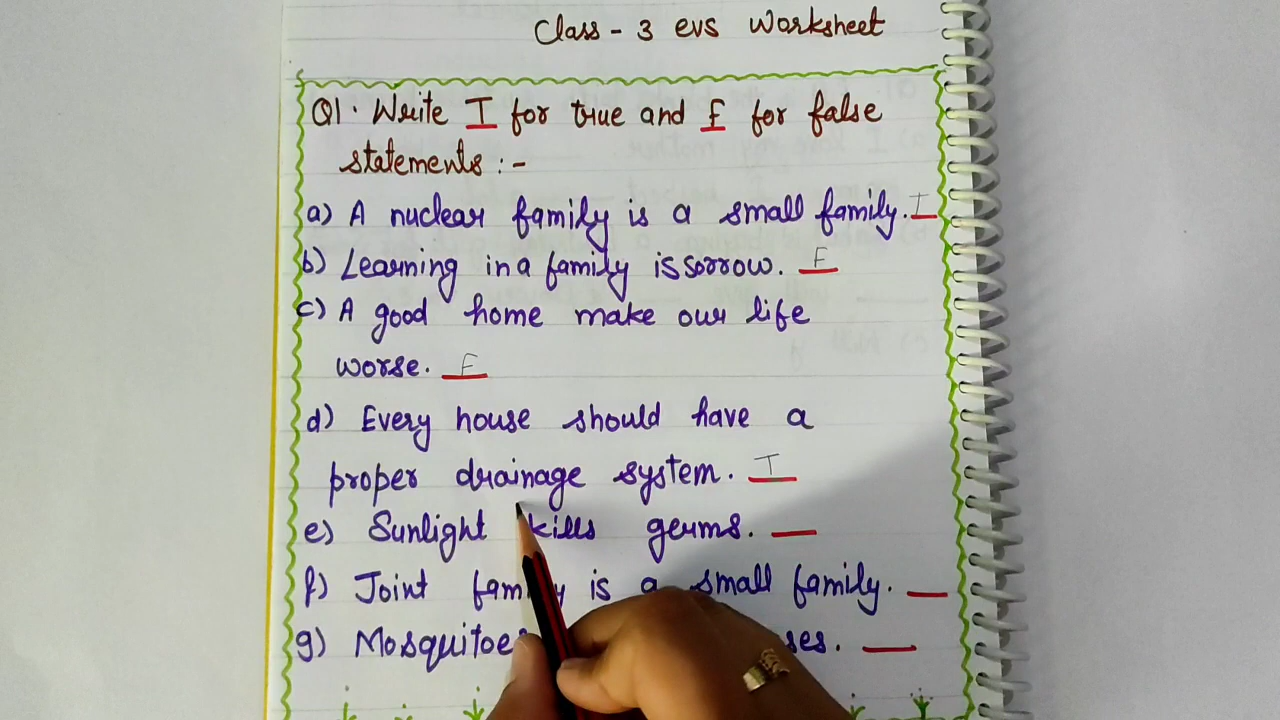 Class - 3 evs Worksheet
Q1. Write T for true and F for false
statements :-
a) A nuclear family is a small family. T
b) Learning in a family is sorrow. F
c) A good home make our life
worse. F
d) Every house should have a
proper drainage system. T
e) Sunlight kills germs.
f) Joint family is a small family.
g) Mosquitoes